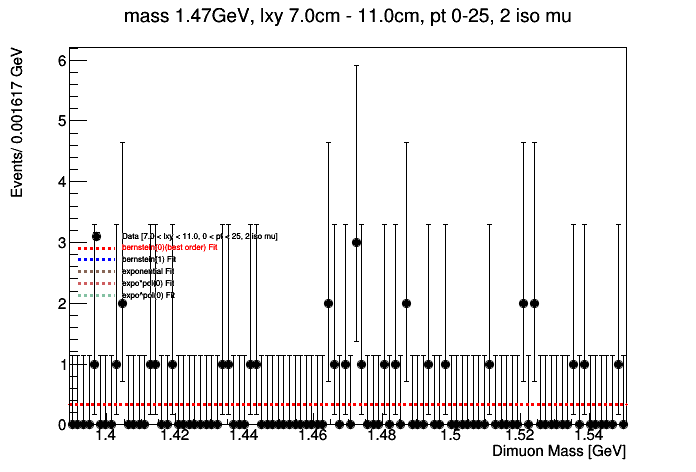 mass 1.47GeV, lxy 7.0cm - 11.0cm, pt 0-25, 2 iso mu
Events/ 0.001617 GeV
6
5
4
3
2
1
0
Data [7.0 < lxy < 11.0, 0 < pt < 25, 2 iso mu]
bernstein(0)(best order) Fit
bernstein(1) Fit
exponential Fit
expo*pol(0) Fit
expo^pol(0) Fit
1.4 1.42 1.44 1.46 1.48 1.5 1.52 1.54
Dimuon Mass [GeV]